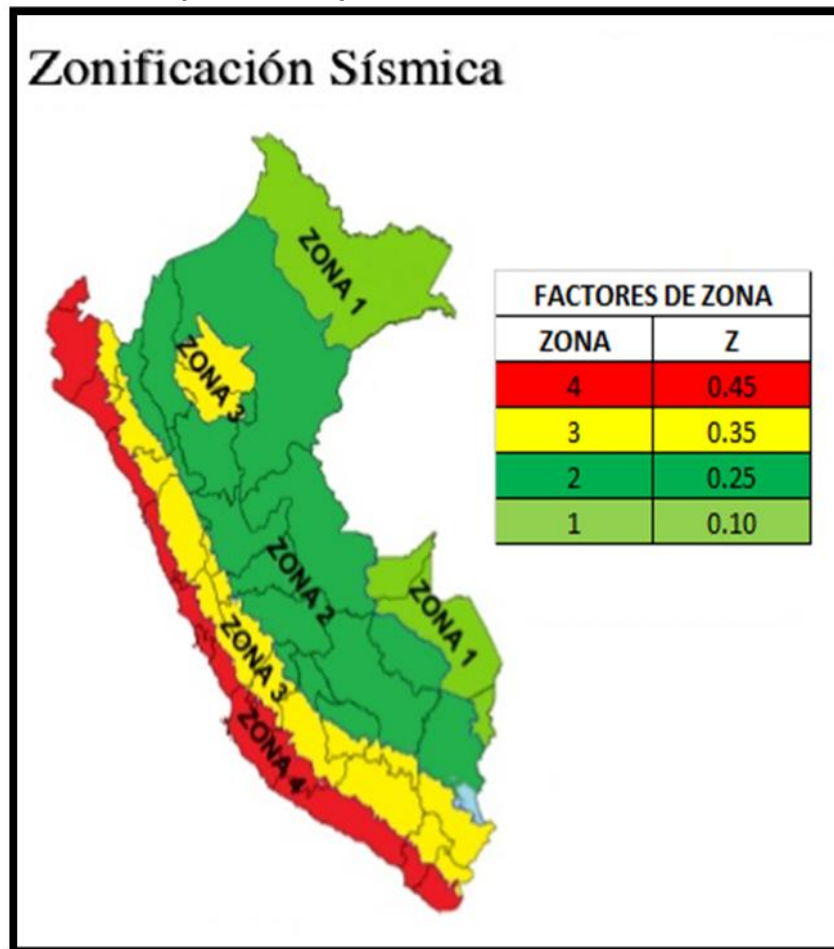 Zonificación Sísmica
ZONA 1
ZONA 3
ZONA 2
ZONA 1
ZONA 3
ZONA 4
FACTORES DE ZONA
ZONA Z
4 0.45
3 0.35
2 0.25
1 0.10